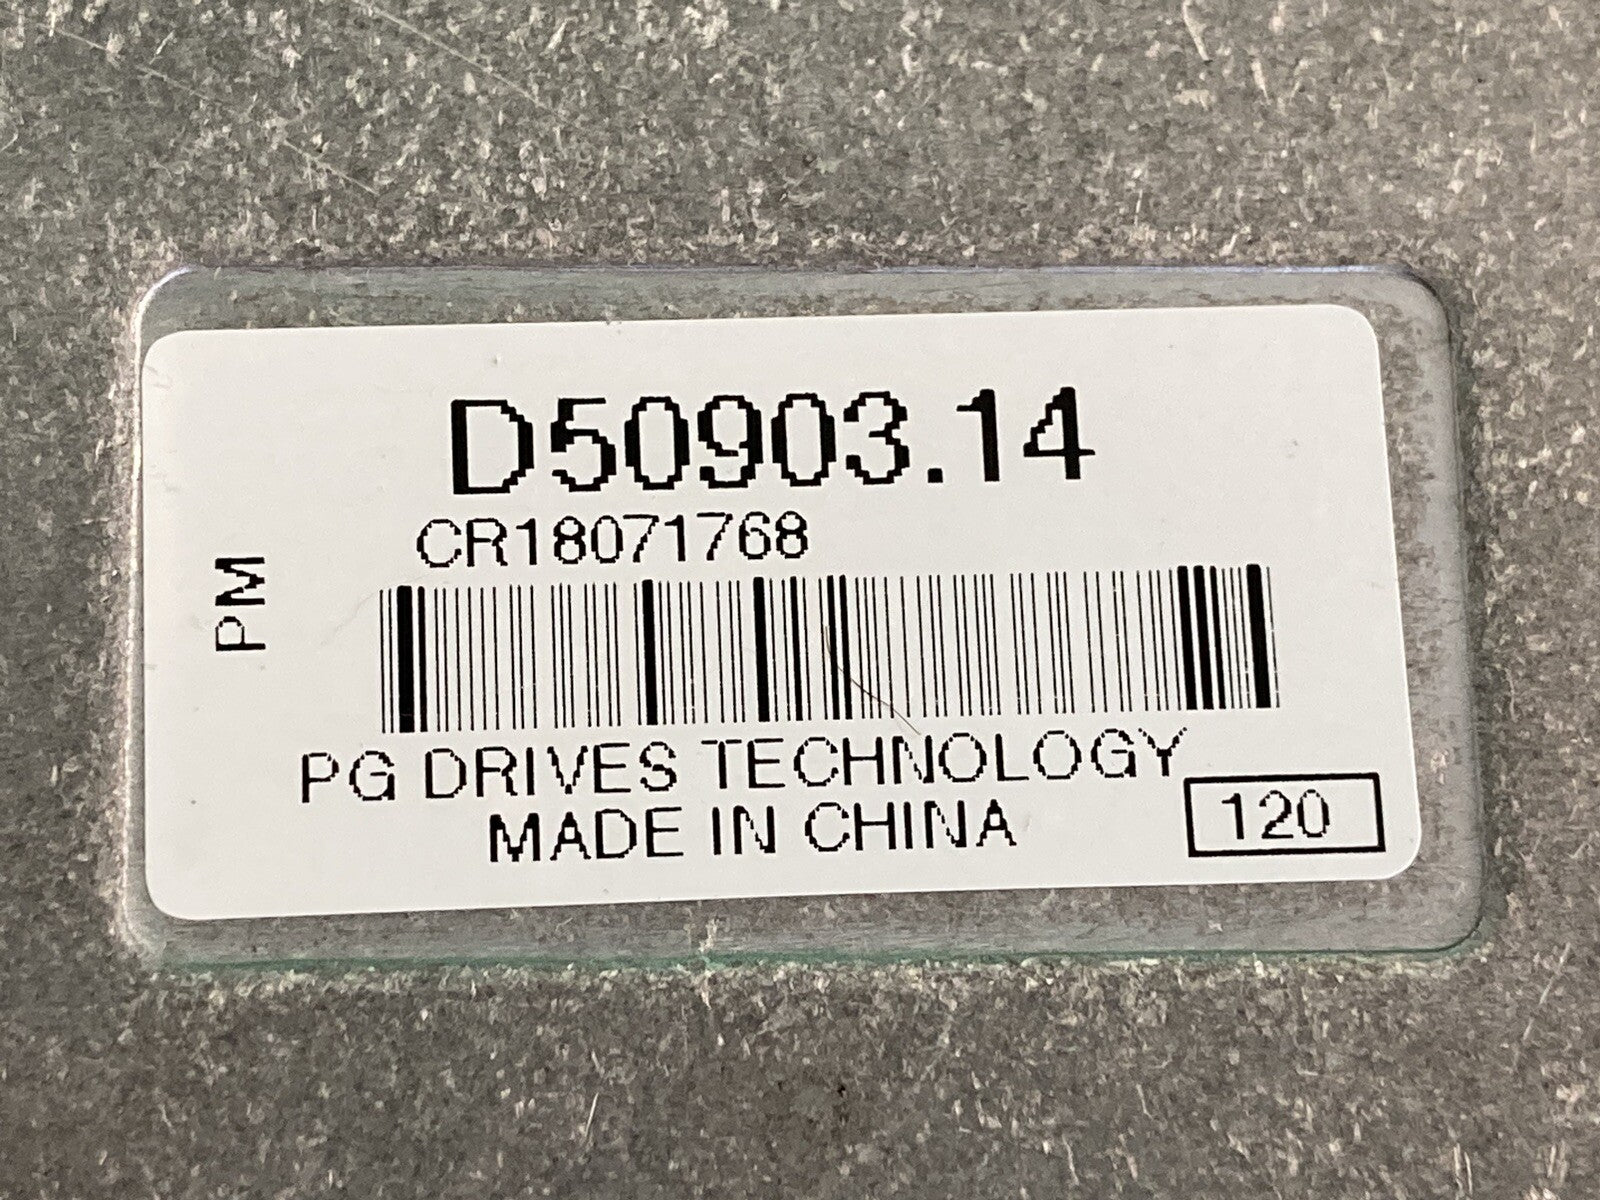 D50903.14
CR18071768
PM
PG DRIVES TECHNOLOGY
MADE IN CHINA
120